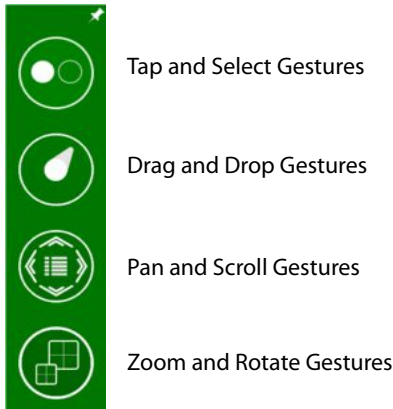 Tap and Select Gestures
Drag and Drop Gestures
Pan and Scroll Gestures
Zoom and Rotate Gestures